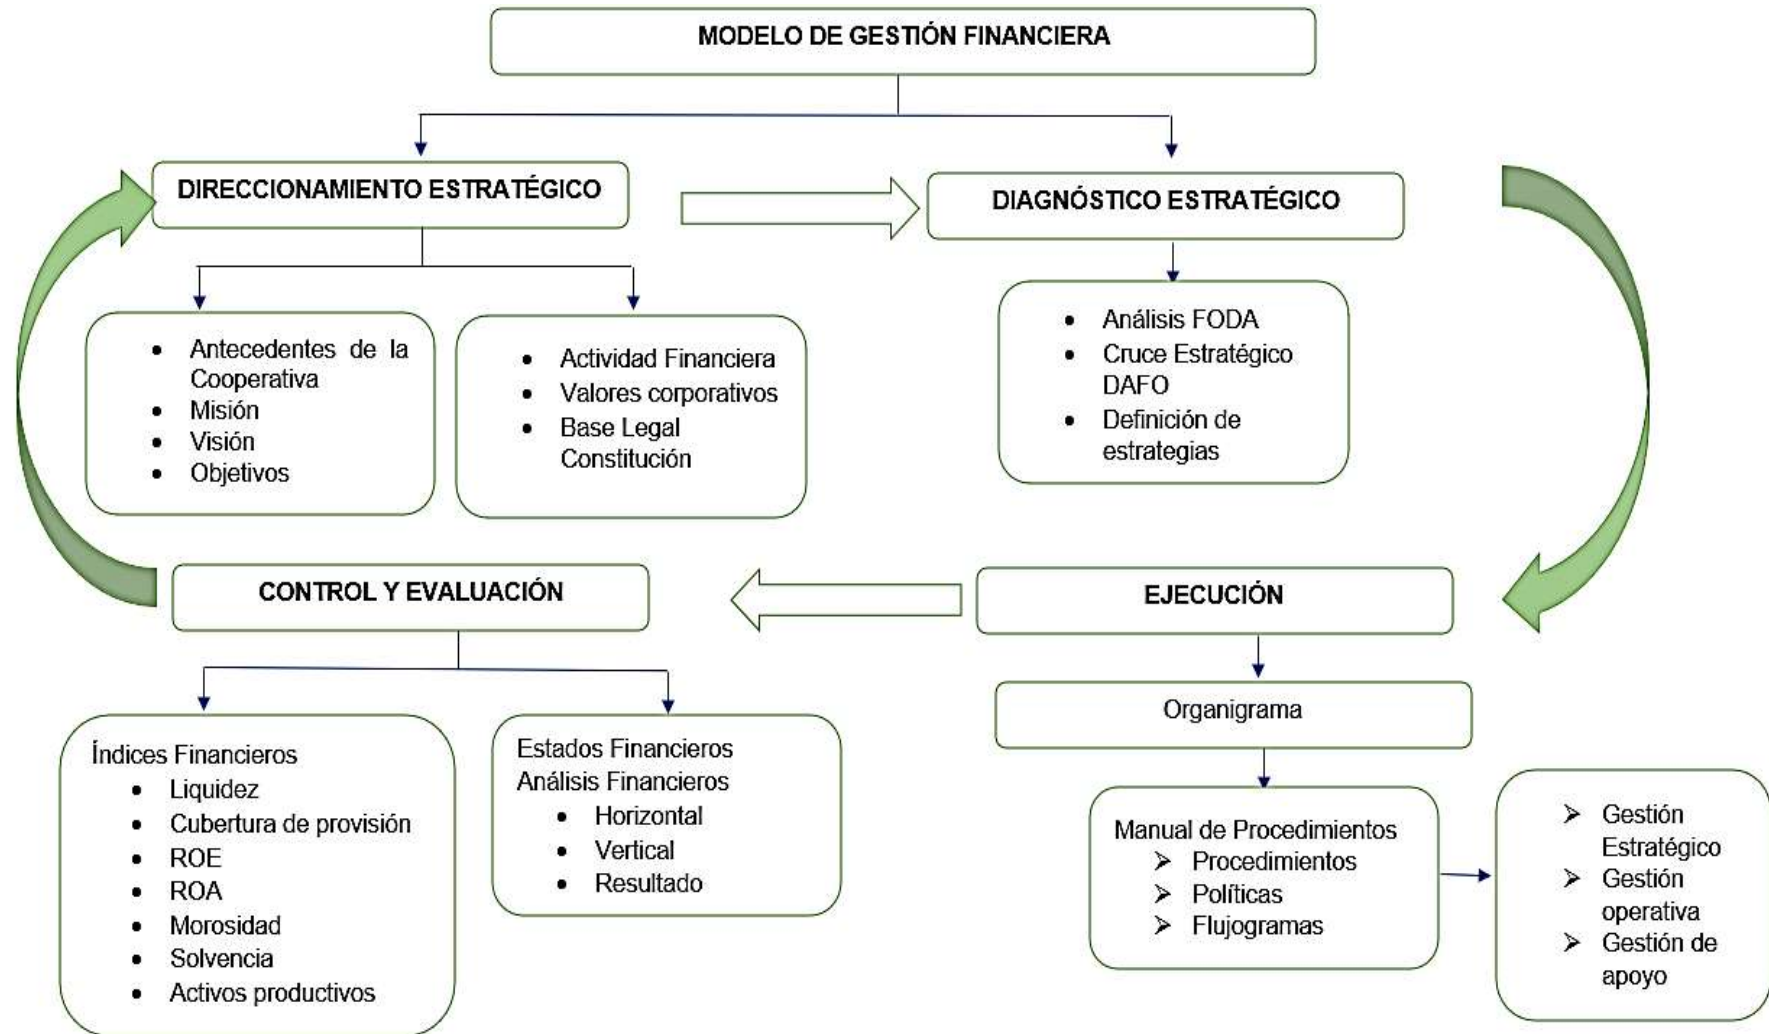 MODELO DE GESTIÓN FINANCIERA
DIRECCIONAMIENTO ESTRATÉGICO
DIAGNÓSTICO ESTRATÉGICO
• Antecedentes de la
Cooperativa
• Misión
• Visión
• Objetivos
• Actividad Financiera
• Valores corporativos
• Base Legal
Constitución
• Análisis FODA
• Cruce Estratégico
DAFO
• Definición de
estrategias
CONTROL Y EVALUACIÓN
EJECUCIÓN
Índices Financieros
• Liquidez
• Cubertura de provisión
• ROE
• ROA
• Morosidad
• Solvencia
• Activos productivos
Estados Financieros
Análisis Financieros
• Horizontal
• Vertical
• Resultado
Organigrama
Manual de Procedimientos
➢ Procedimientos
➢ Políticas
➢ Flujogramas
➢ Gestión
Estratégico
➢ Gestión
operativa
➢ Gestión de
apoyo